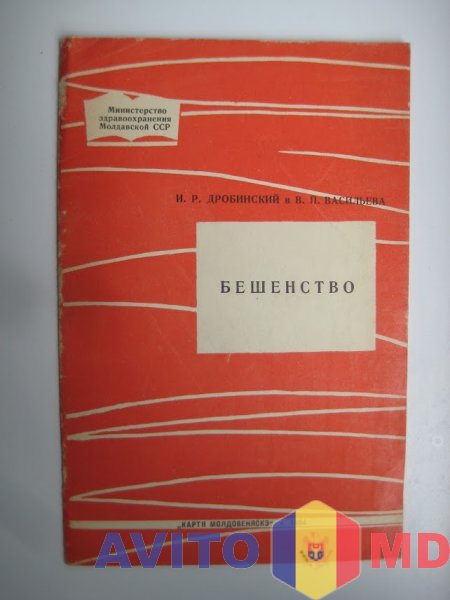 Министерство
здравоохранения
Молдавской ССР
И. Р. ДРОБИНСКИЙ и В. П. ВАСИЛЬЕВА
БЕШЕНСТВО
„КАРТЯ МОЛДОВЕНЯСКЭ"
AVITO MD